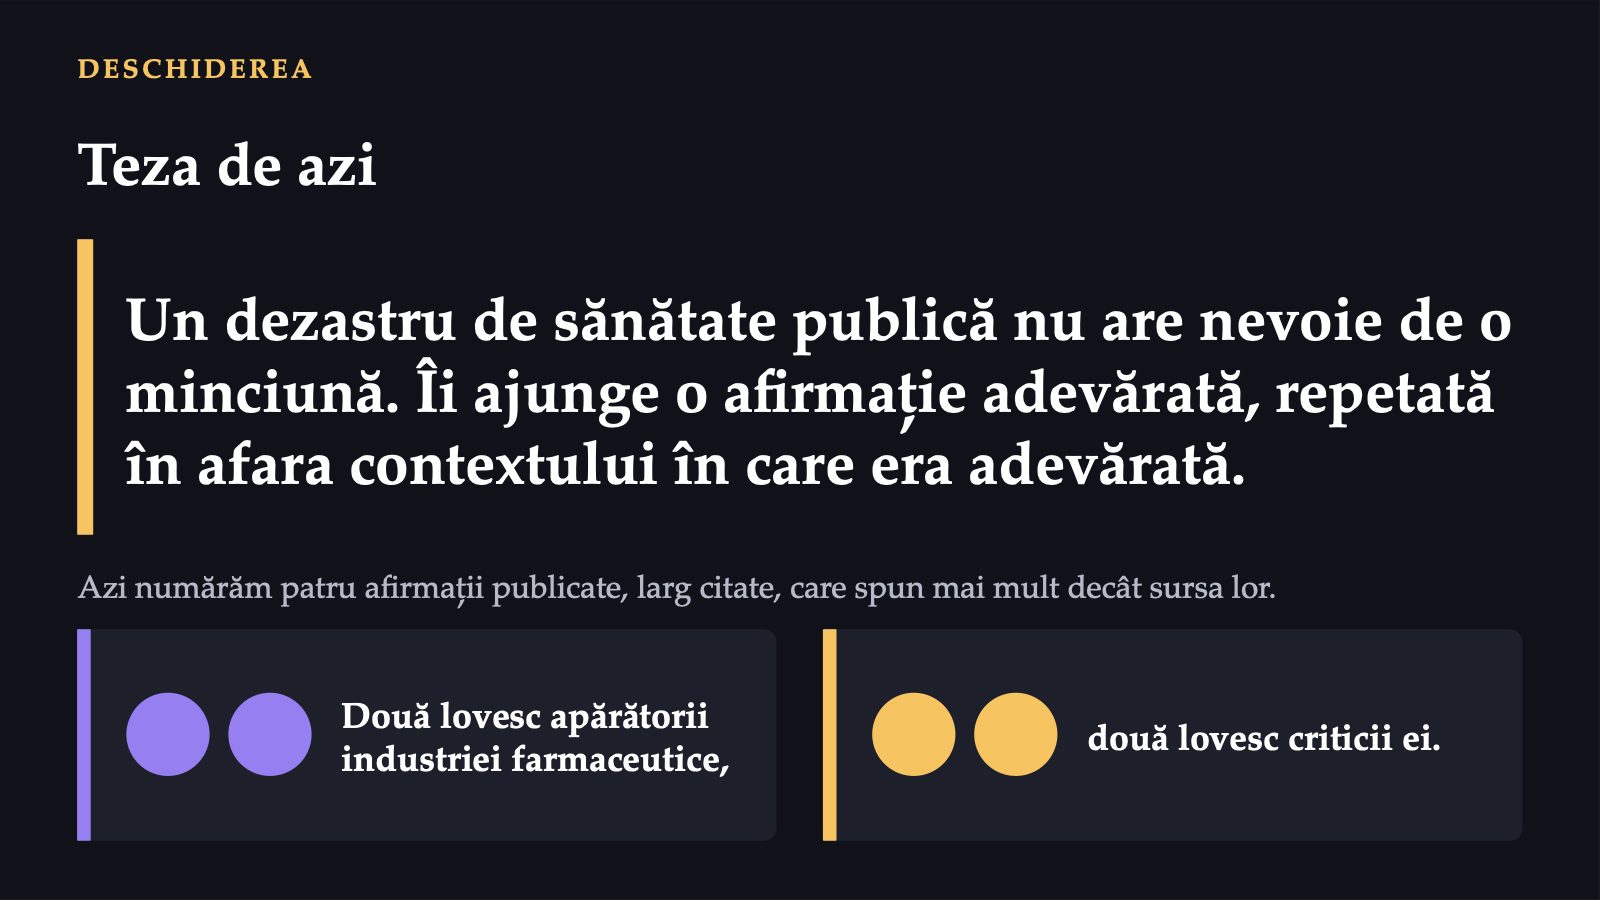 DESCHIDEREA
Teza de azi
Un dezastru de sănătate publică nu are nevoie de o
minciună. Îi ajunge o afirmație adevărată, repetată
în afara contextului în care era adevărată.
Azi numărăm patru afirmații publicate, larg citate, care spun mai mult decât sursa lor.
Două lovesc apărătorii
industriei farmaceutice,
două lovesc criticii ei.